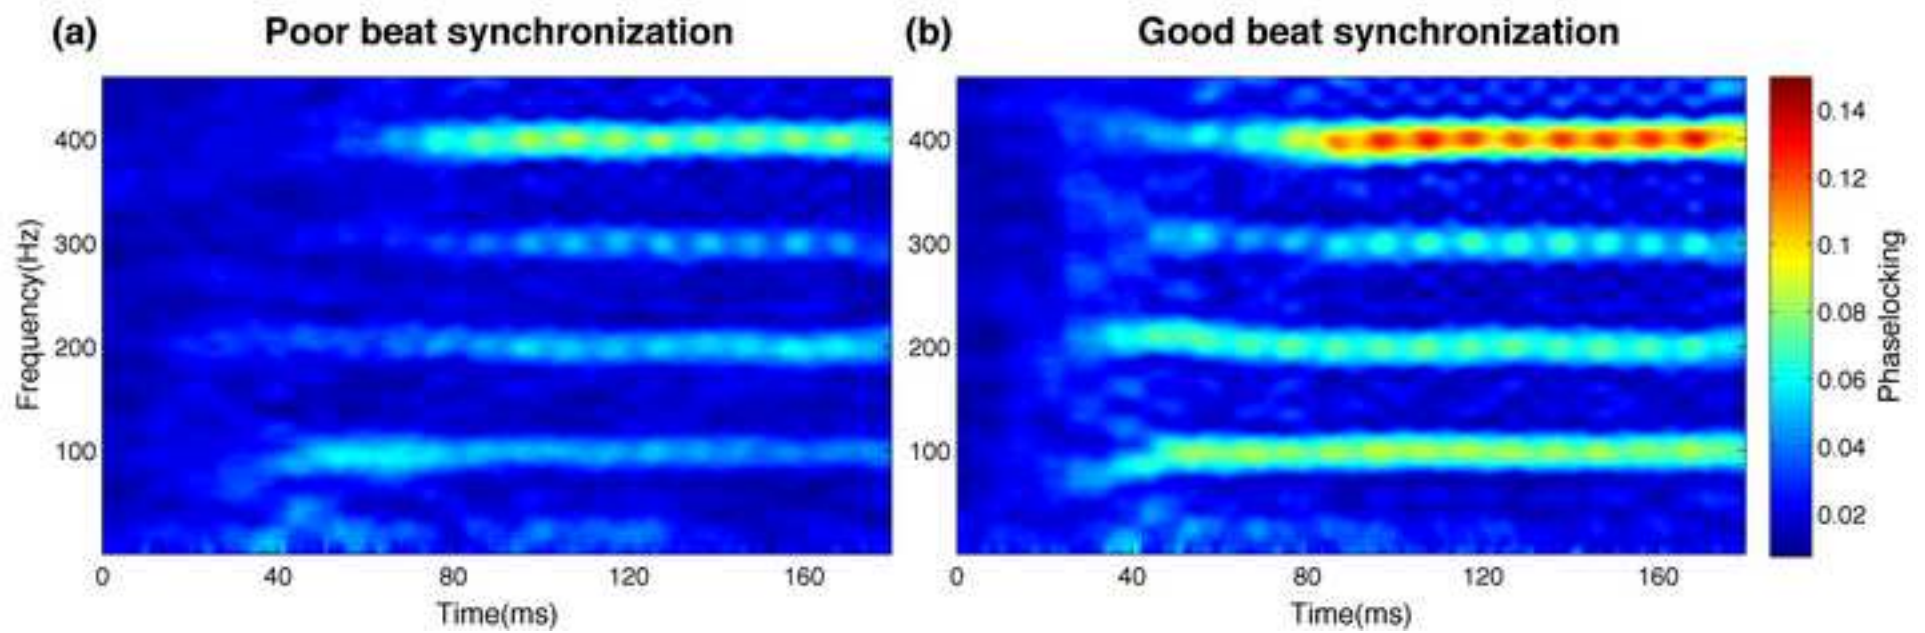 (a) Poor beat synchronization
(b) Good beat synchronization
Frequency(Hz)
400
300
200
100
0 40 80 120 160
Time(ms)
400
300
200
100
0 40 80 120 160
Time(ms)
0.14
0.12
0.1
0.08
0.06
0.04
0.02
Phaselocking